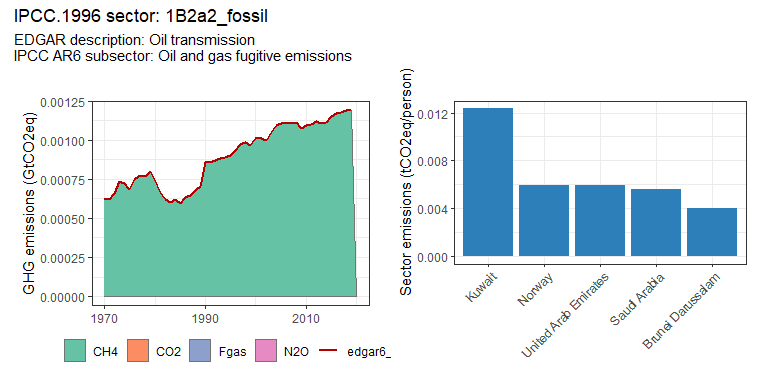 IPCC.1996 sector: 1B2a2_fossil
EDGAR description: Oil transmission
IPCC AR6 subsector: Oil and gas fugitive emissions
GHG emissions (GtCO2eq)
0.00125
0.00100
0.00075
0.00050
0.00025
0.00000
1970
1990
2010
CH4
CO2
Fgas
N2O
edgar6_
Sector emissions (tCO2eq/person)
0.012
0.008
0.004
0.000
Kuwait
Norway
United Arab Emirates
Saudi Arabia
Brunei Darussalam